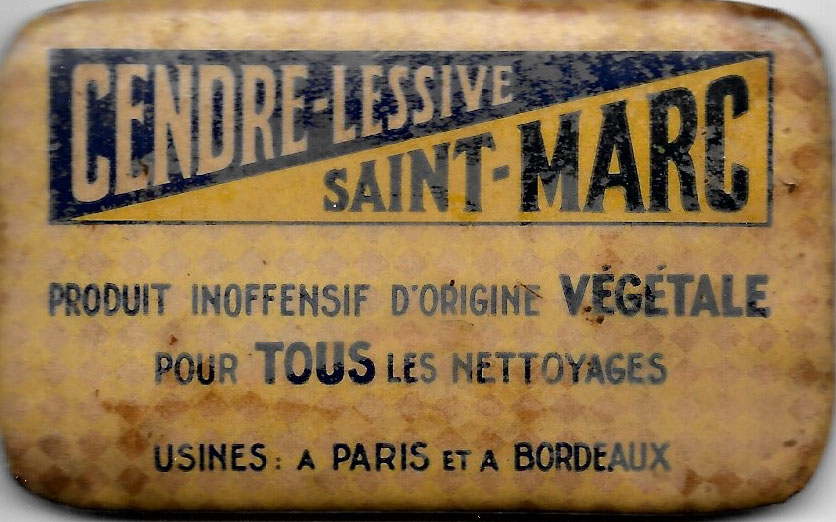 CENDRE-LESSIVE
SAINT-MARC
PRODUIT INOFFENSIF D'ORIGINE VÉGÉTALE
POUR TOUS LES NETTOYAGES
USINES: A PARIS ET A BORDEAUX